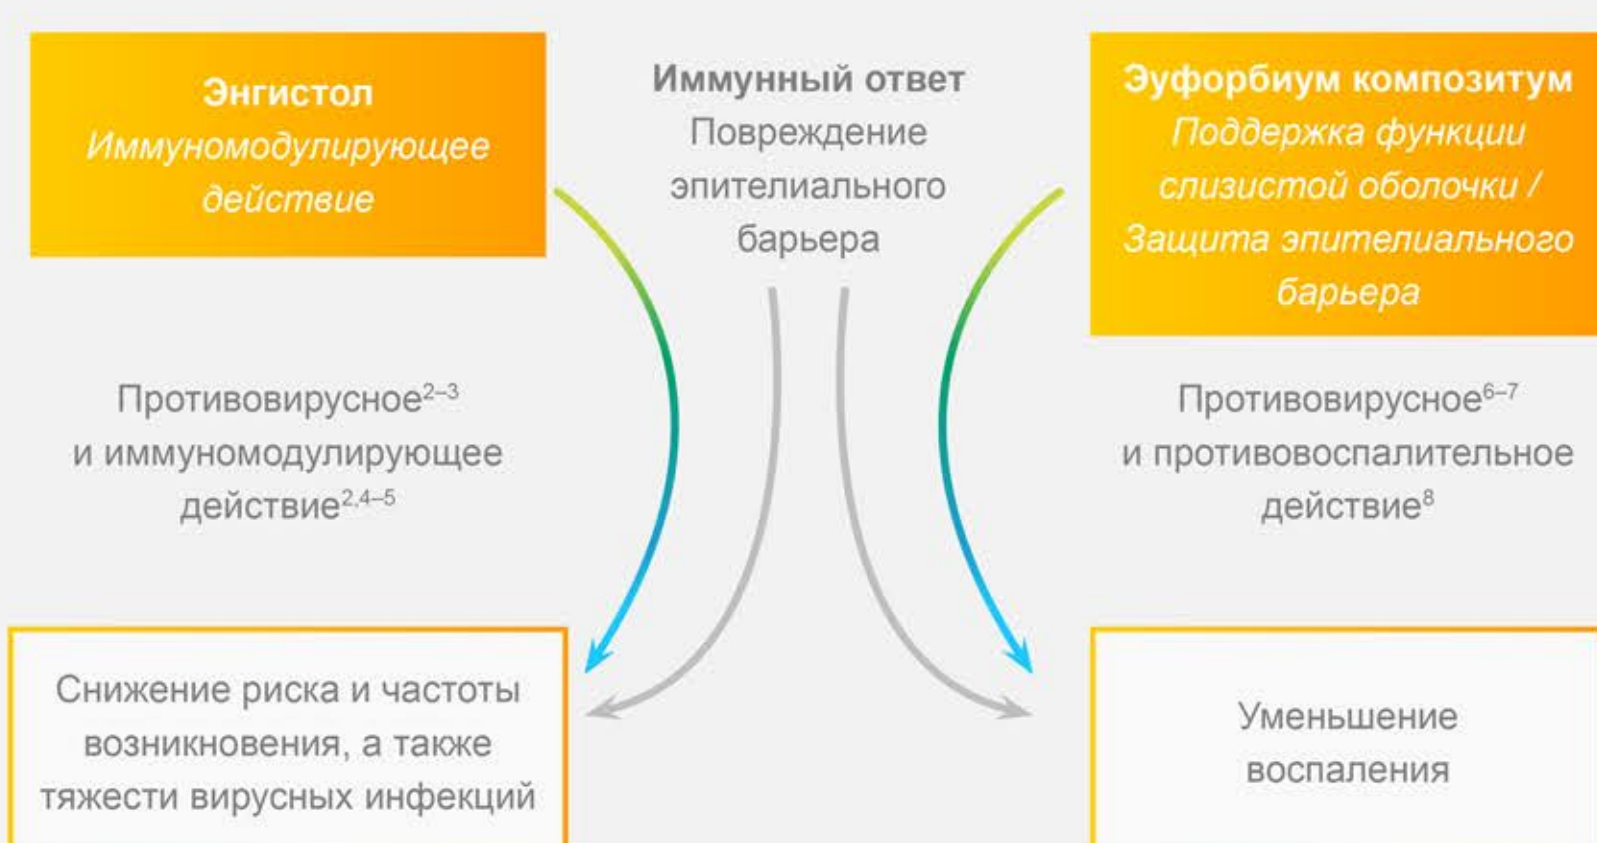 Энгистол
Иммуномодулирующее
действие
Противовирусное²⁻³
и иммуномодулирующее
действие²,⁴⁻⁵
Снижение риска и частоты
возникновения, а также
тяжести вирусных инфекций
Иммунный ответ
Повреждение
эпителиального
барьера
Эуфорбиум композитум
Поддержка функции
слизистой оболочки /
Защита эпителиального
барьера
Противовирусное⁶⁻⁷
и противовоспалительное
действие⁸
Уменьшение
воспаления